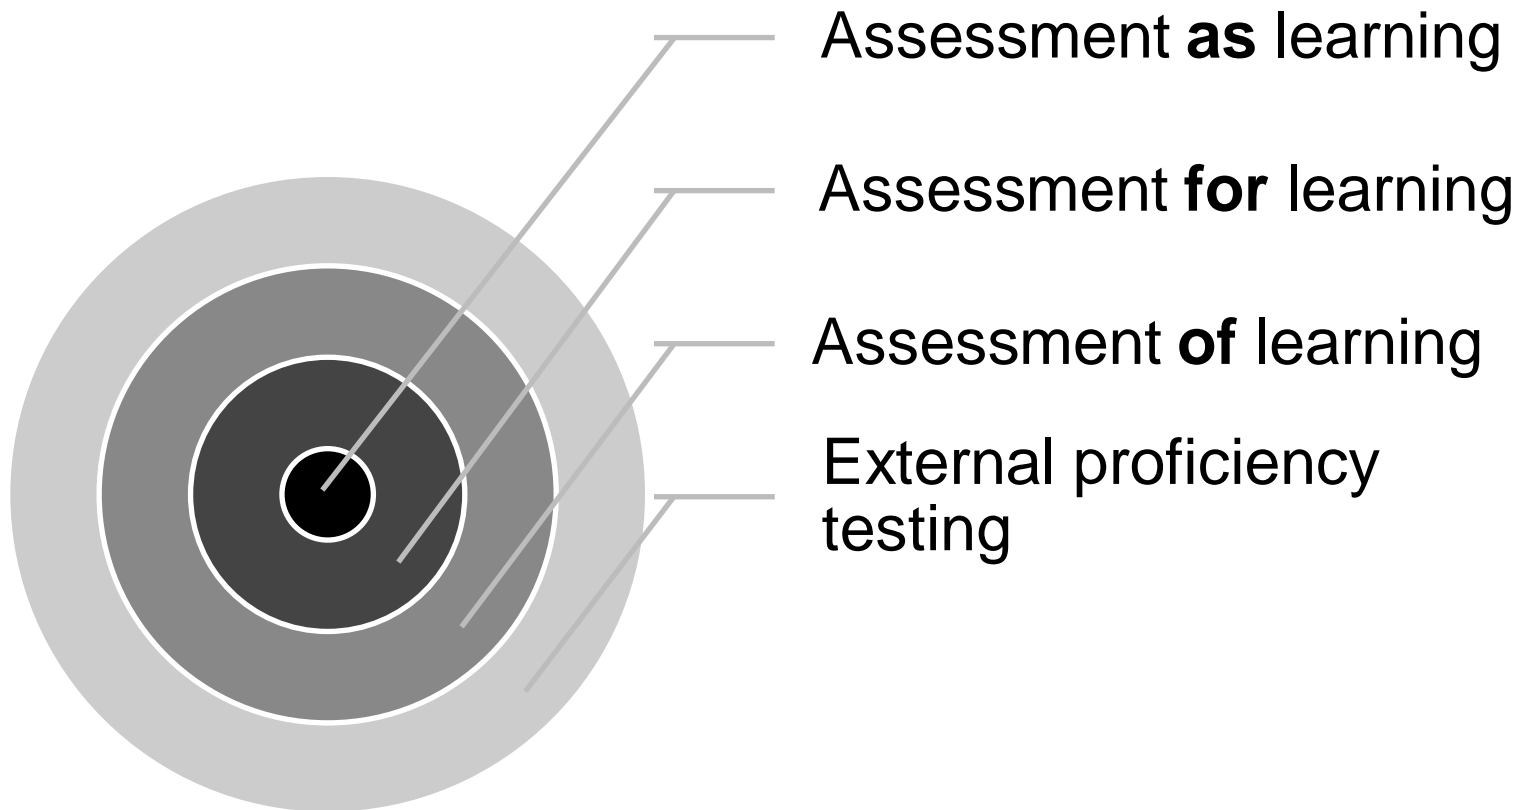 Assessment as learning
Assessment for learning
Assessment of learning
External proficiency
testing